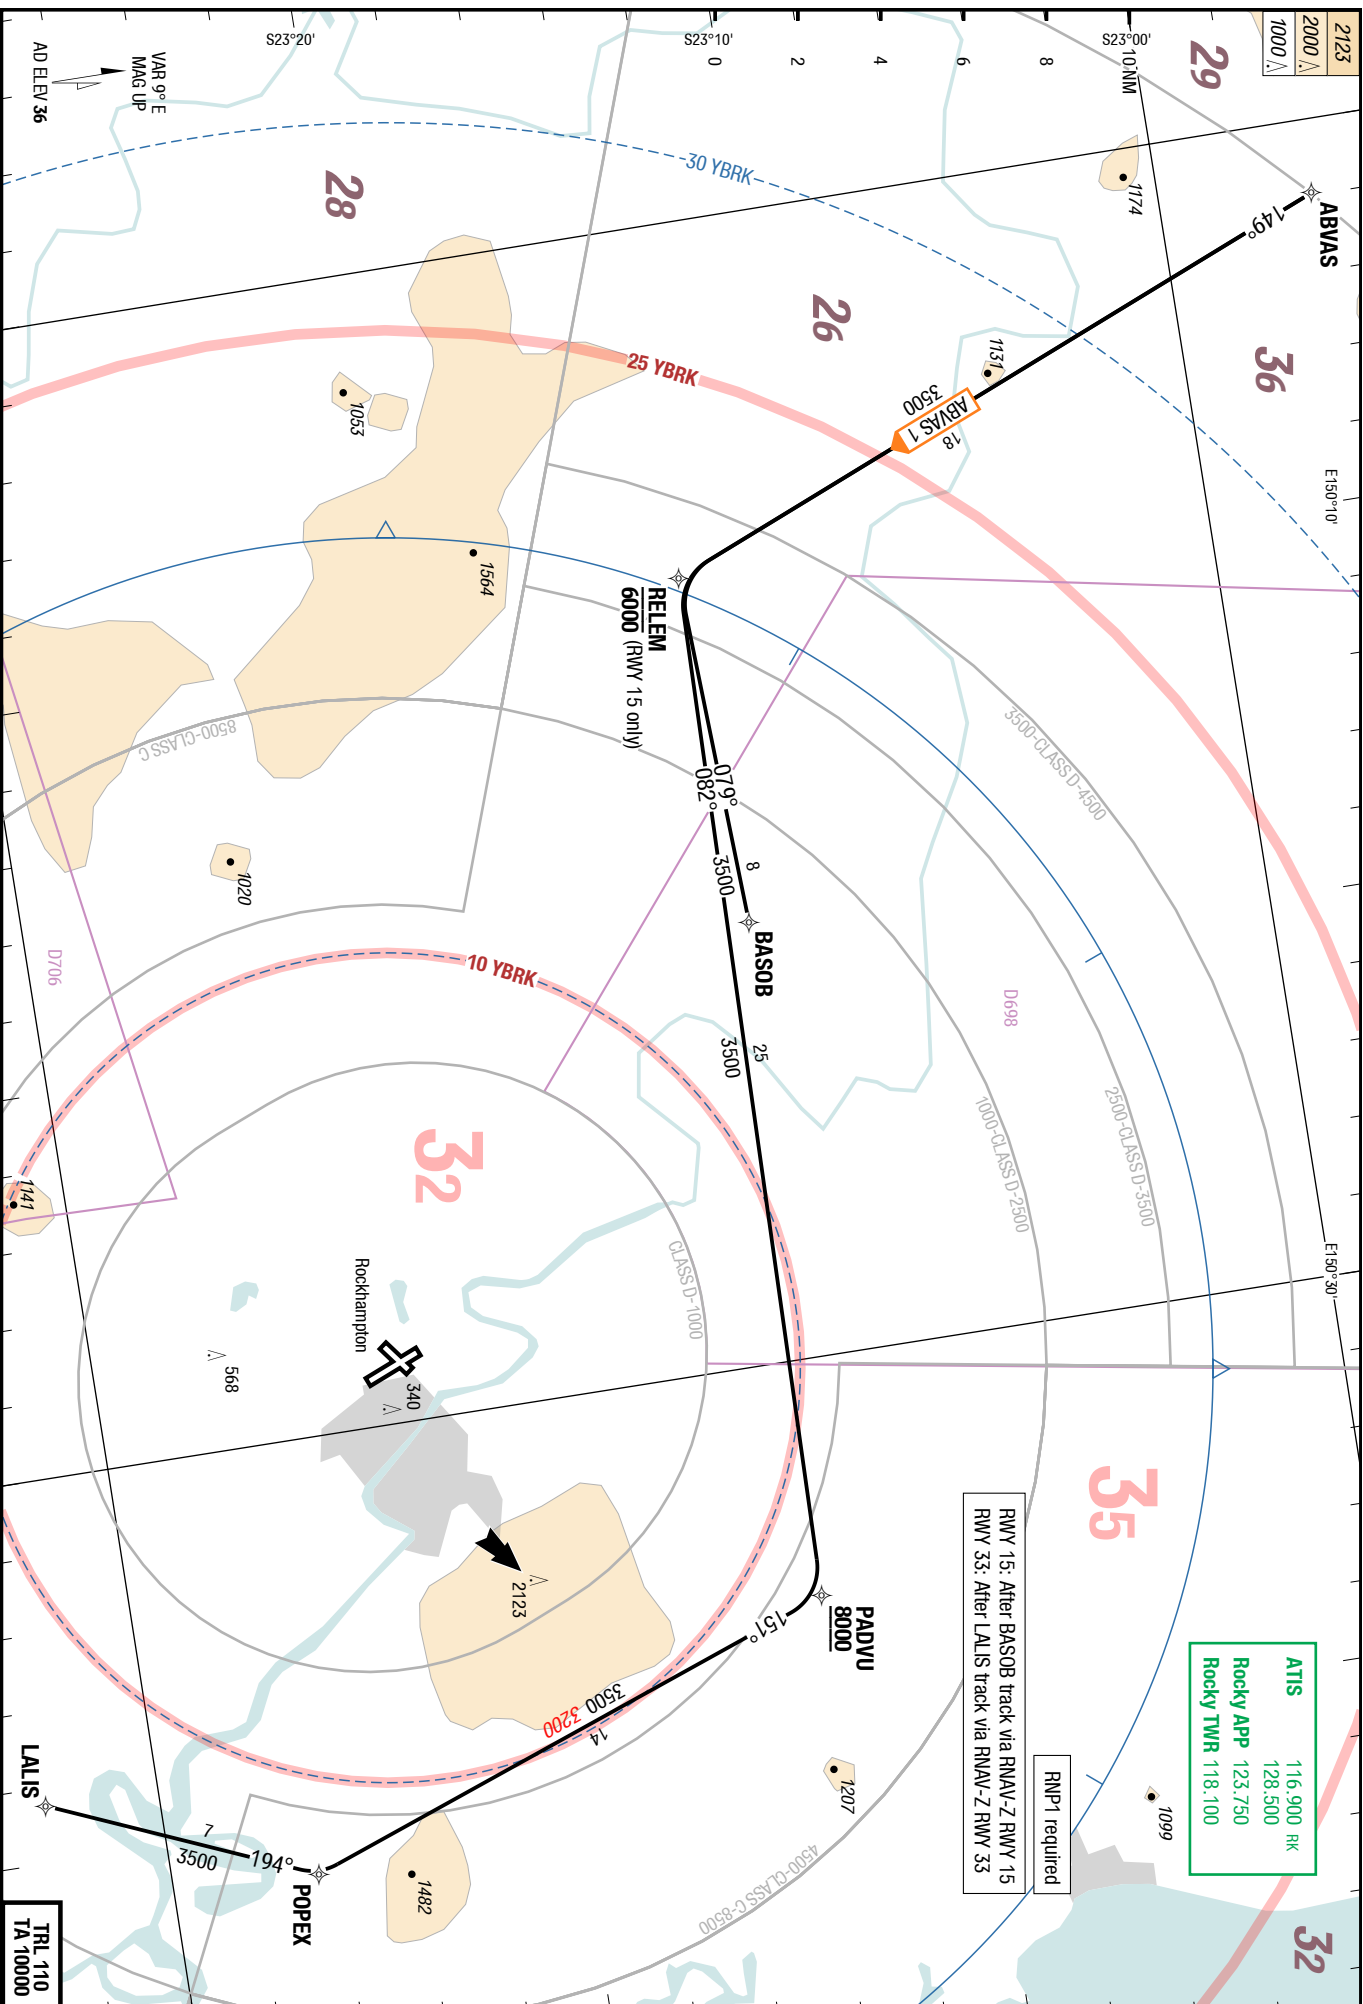 2123
2000
1000
29
ABVAS
149°
1174
S23°00'
10 NM
8
6
4
2
0
S23°10'
S23°20'
VAR 9° E
MAG UP
AD ELEV 36
30 YBRK
28
26
36
1131
ABVAS 1
3500
18
25 YBRK
1053
1564
E150°10'
RELEM
6000 (RWY 15 only)
079°
082°
8
3500
BASOB
25
3500
3500-CLASS D-4500
2500-CLASS D-3500
1000-CLASS D-2500
CLASS D-1000
8500-CLASS C
D698
D706
1020
10 YBRK
1141
32
Rockhampton
340
568
E150°30'
35
RWY 15: After BASOB track via RNAV-Z RWY 15
RWY 33: After LALIS track via RNAV-Z RWY 33
RNP1 required
ATIS 116.900 RK
128.500
Rocky APP 123.750
Rocky TWR 118.100
PADVU
8000
151°
2123
3500
3200
14
1207
1099
4500-CLASS C-8500
1482
32
POPEX
194°
7
3500
LALIS
TRL 110
TA 10000